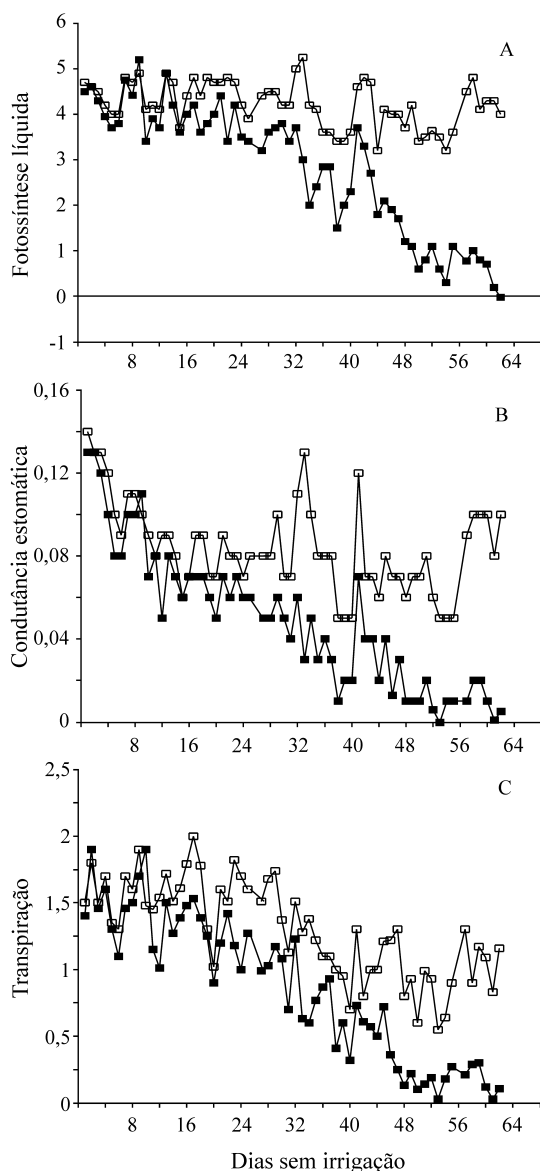 A
Fotossíntese líquida
6
5
4
3
2
1
0
-1
8 16 24 32 40 48 56 64
B
Condutância estomática
0,16
0,12
0,08
0,04
0
8 16 24 32 40 48 56 64
C
Transpiração
2,5
2
1,5
1
0,5
0
8 16 24 32 40 48 56 64
Dias sem irrigação